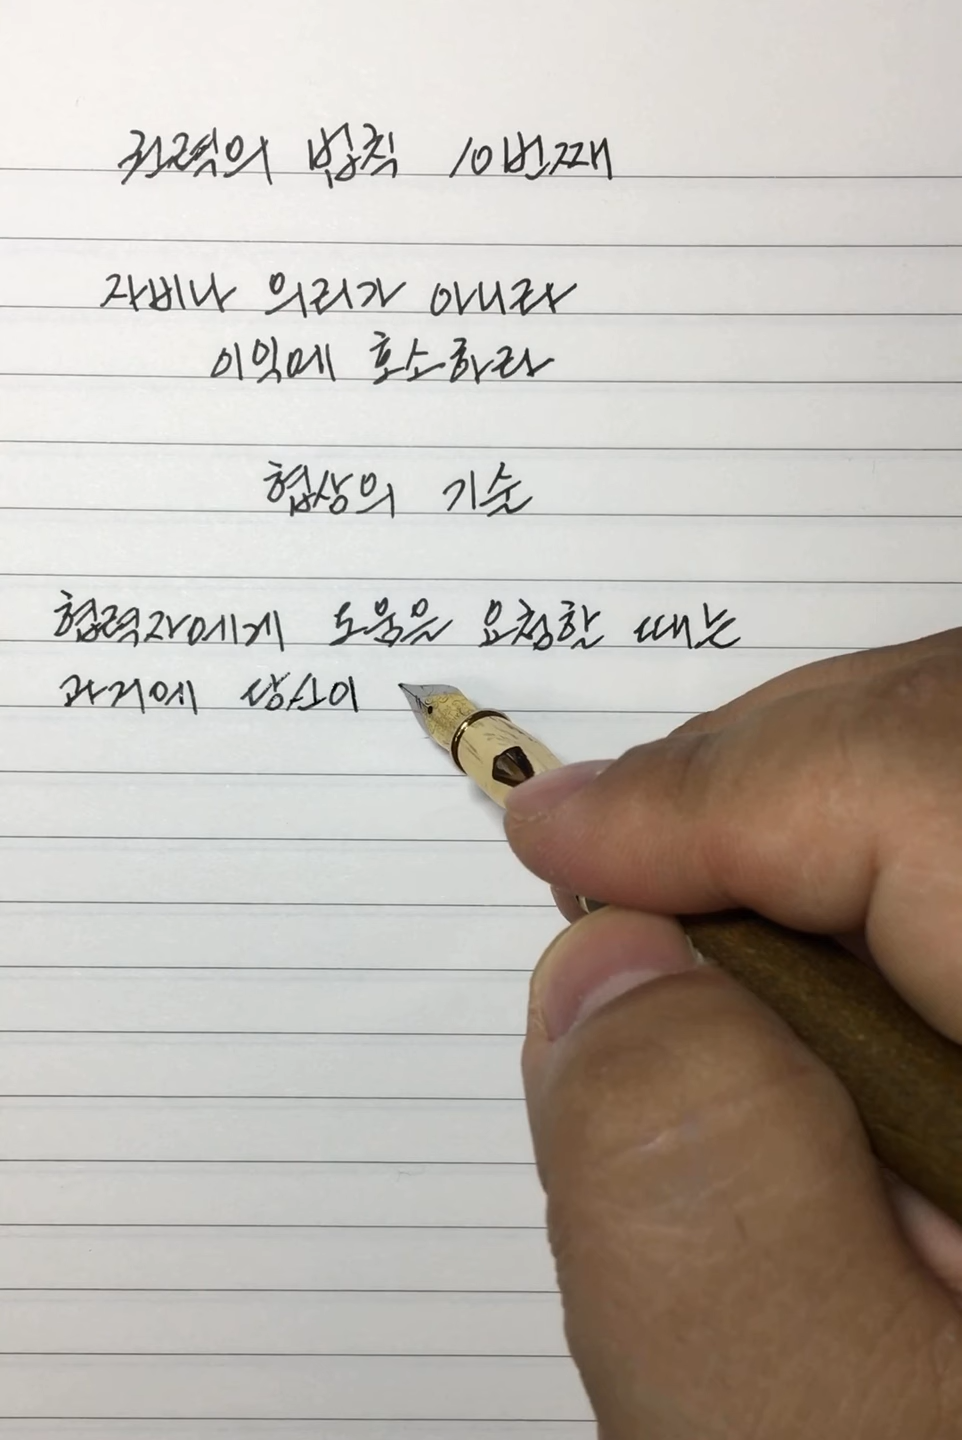 권력의 법칙 10번째
자비나 의리가 아니라
이익에 호소하라
협상의 기술
협력자에게 도움을 요청할 때는
과거에 당신이